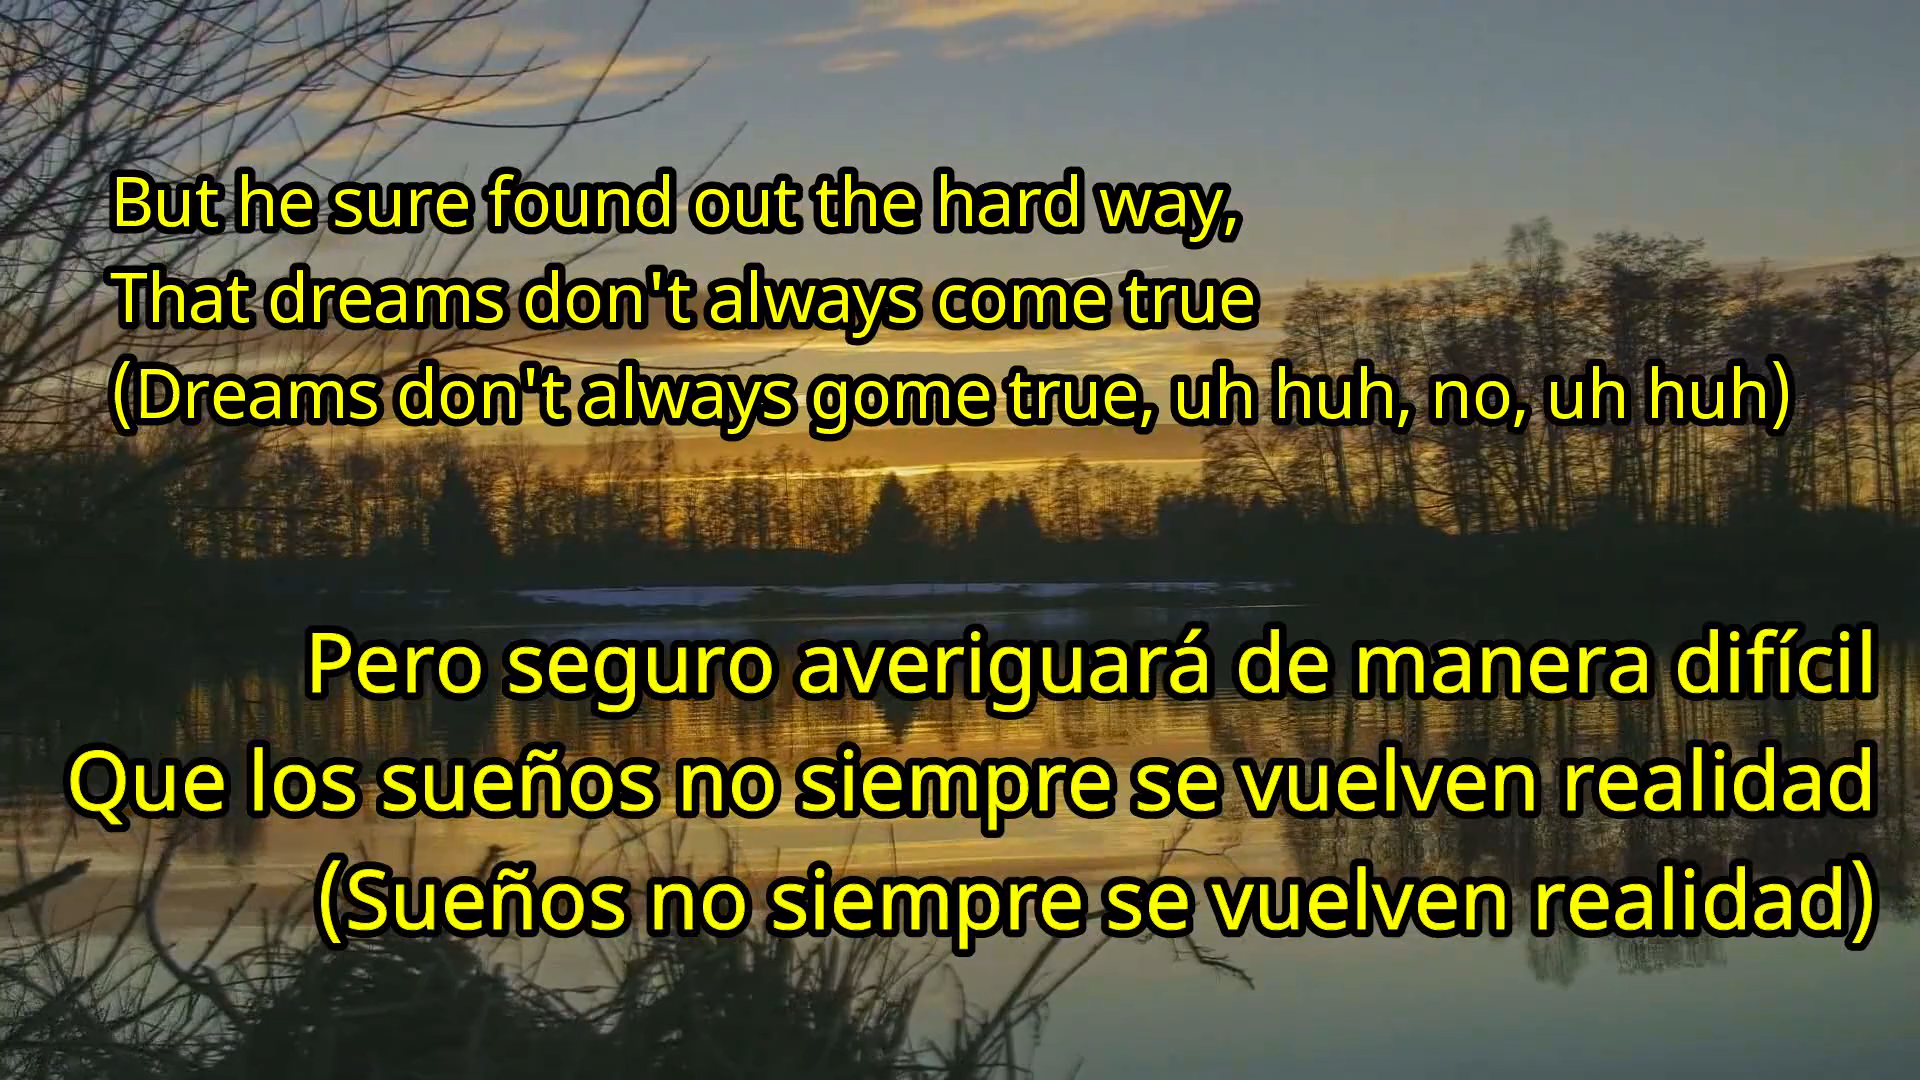 But he sure found out the hard way,
That dreams don't always come true
(Dreams don't always gome true, uh huh, no, uh huh)
Pero seguro averiguará de manera difícil
Que los sueños no siempre se vuelven realidad
(Sueños no siempre se vuelven realidad)